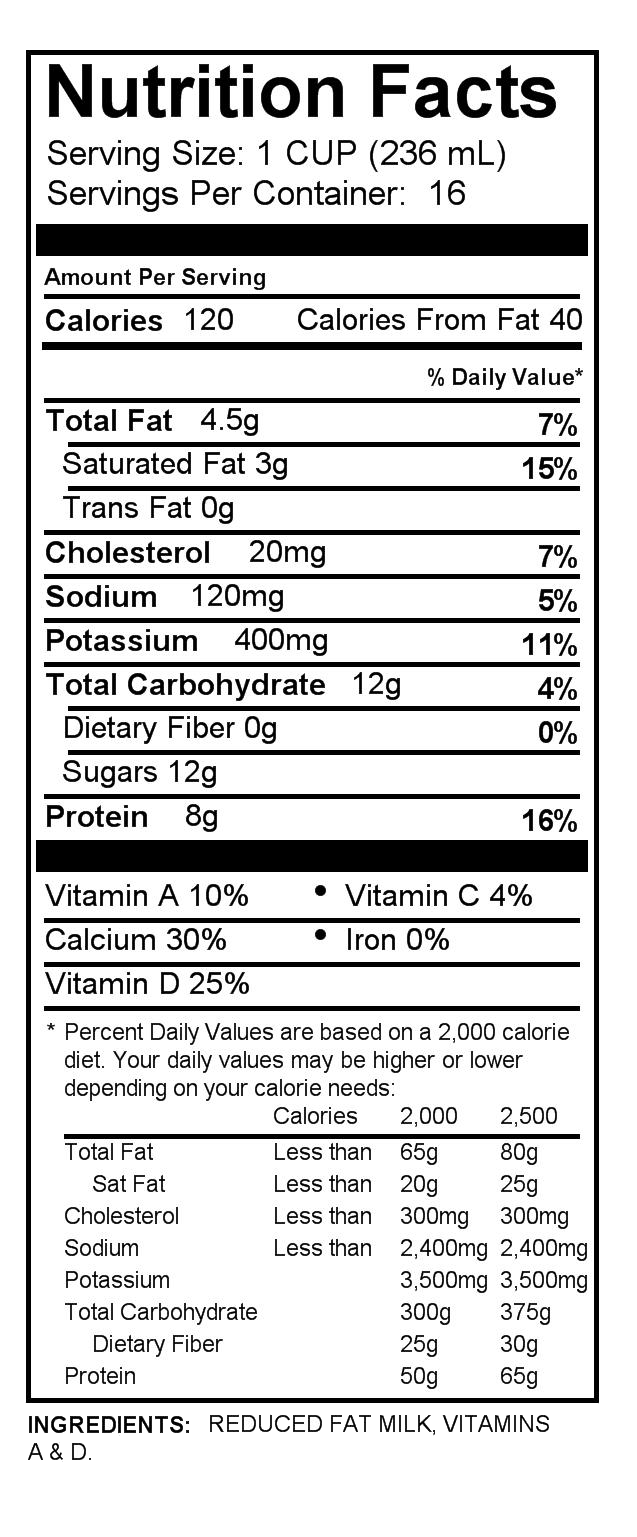 Nutrition Facts
Serving Size: 1 CUP (236 mL)
Servings Per Container: 16
Amount Per Serving
Calories 120 Calories From Fat 40
% Daily Value*
Total Fat 4.5g 7%
Saturated Fat 3g 15%
Trans Fat 0g
Cholesterol 20mg 7%
Sodium 120mg 5%
Potassium 400mg 11%
Total Carbohydrate 12g 4%
Dietary Fiber 0g 0%
Sugars 12g
Protein 8g 16%
Vitamin A 10% • Vitamin C 4%
Calcium 30% • Iron 0%
Vitamin D 25%
* Percent Daily Values are based on a 2,000 calorie
diet. Your daily values may be higher or lower
depending on your calorie needs:
Calories 2,000 2,500
Total Fat Less than 65g 80g
Sat Fat Less than 20g 25g
Cholesterol Less than 300mg 300mg
Sodium Less than 2,400mg 2,400mg
Potassium 3,500mg 3,500mg
Total Carbohydrate 300g 375g
Dietary Fiber 25g 30g
Protein 50g 65g
INGREDIENTS: REDUCED FAT MILK, VITAMINS
A & D.